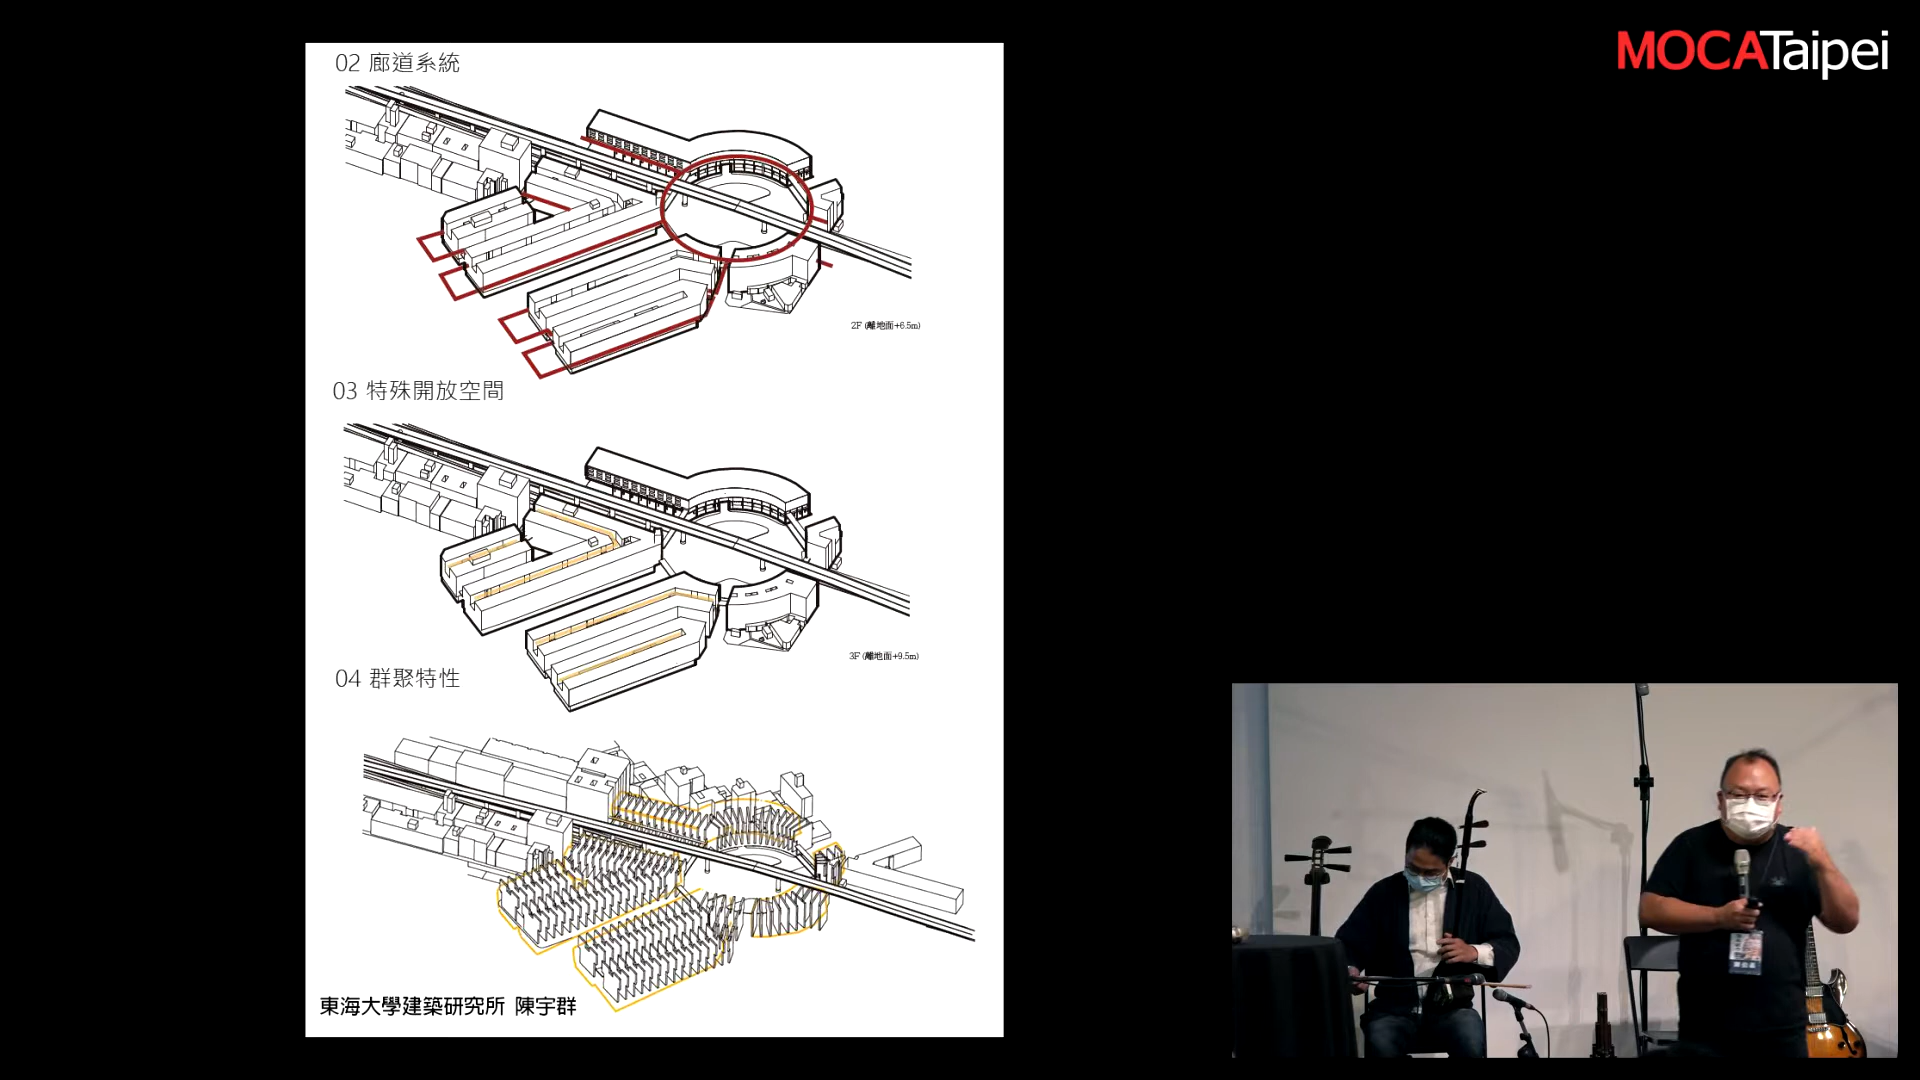 02 廊道系統
2F (離地面+6.5m)
03 特殊開放空間
3F (離地面+9.5m)
04 群聚特性
東海大學建築研究所 陳宇群
MOCATaipei